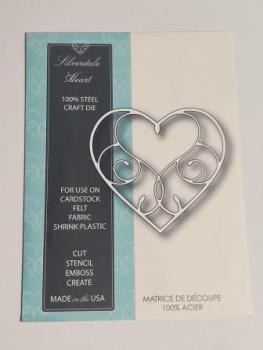 Silverdale
Heart
100% STEEL
CRAFT DIE
FOR USE ON
CARDSTOCK
FELT
FABRIC
SHRINK PLASTIC
CUT
STENCIL
EMBOSS
CREATE
MADE in the USA
MATRICE DE DÉCOUPE
100% ACIER